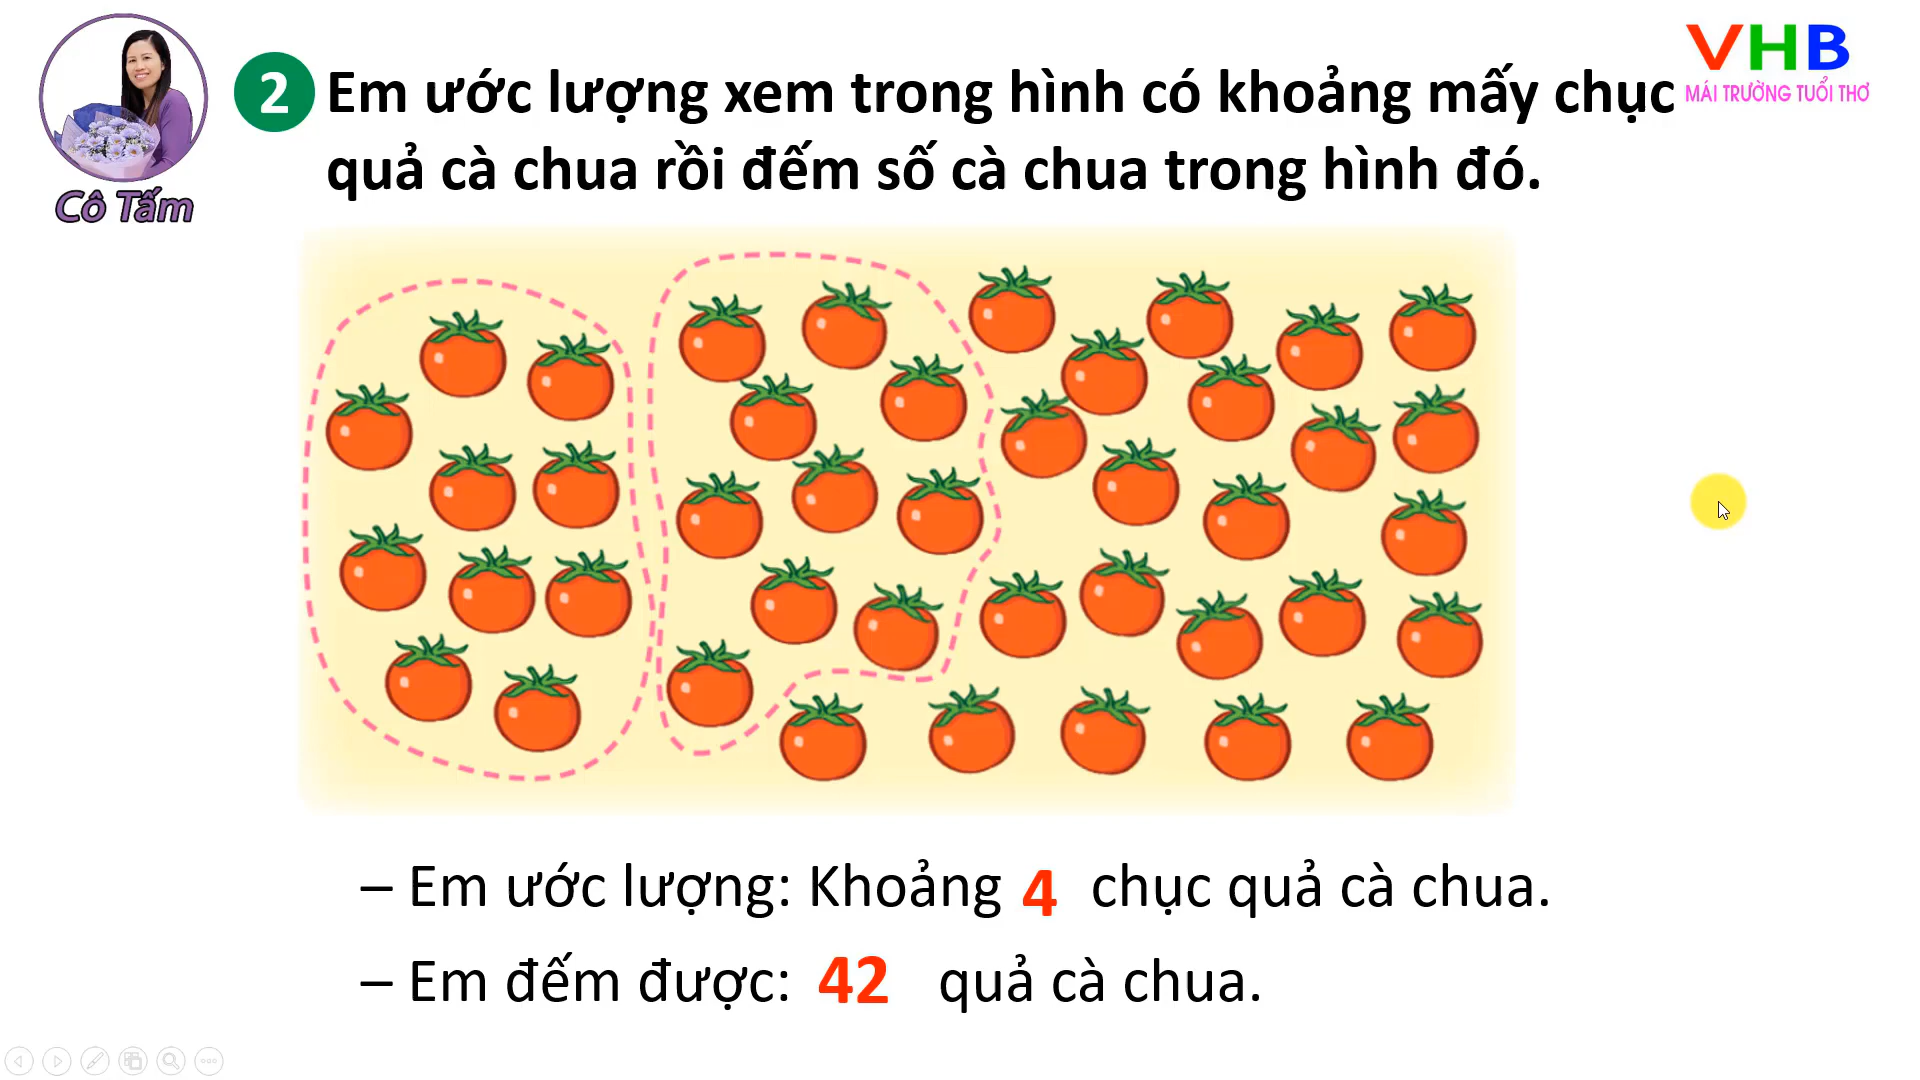 VHB
MÁI TRƯỜNG TUỔI THƠ
Cô Tấm
2 Em ước lượng xem trong hình có khoảng mấy chục
quả cà chua rồi đếm số cà chua trong hình đó.
– Em ước lượng: Khoảng 4 chục quả cà chua.
– Em đếm được: 42 quả cà chua.